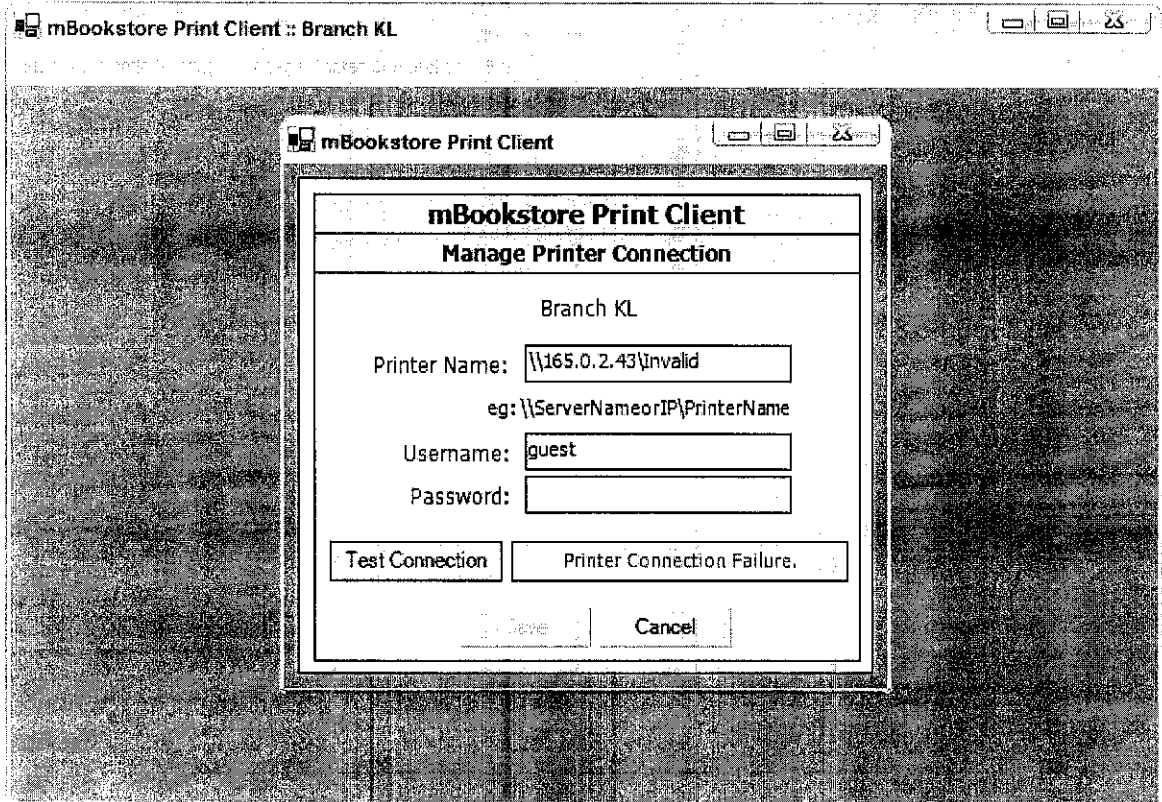 mBookstore Print Client :: Branch KL
mBookstore Print Client
mBookstore Print Client
Manage Printer Connection
Branch KL
Printer Name: \\165.0.2.43\Invalid
eg: \\ServerNameorIP\PrinterName
Username: guest
Password:
Test Connection Printer Connection Failure.
Save Cancel